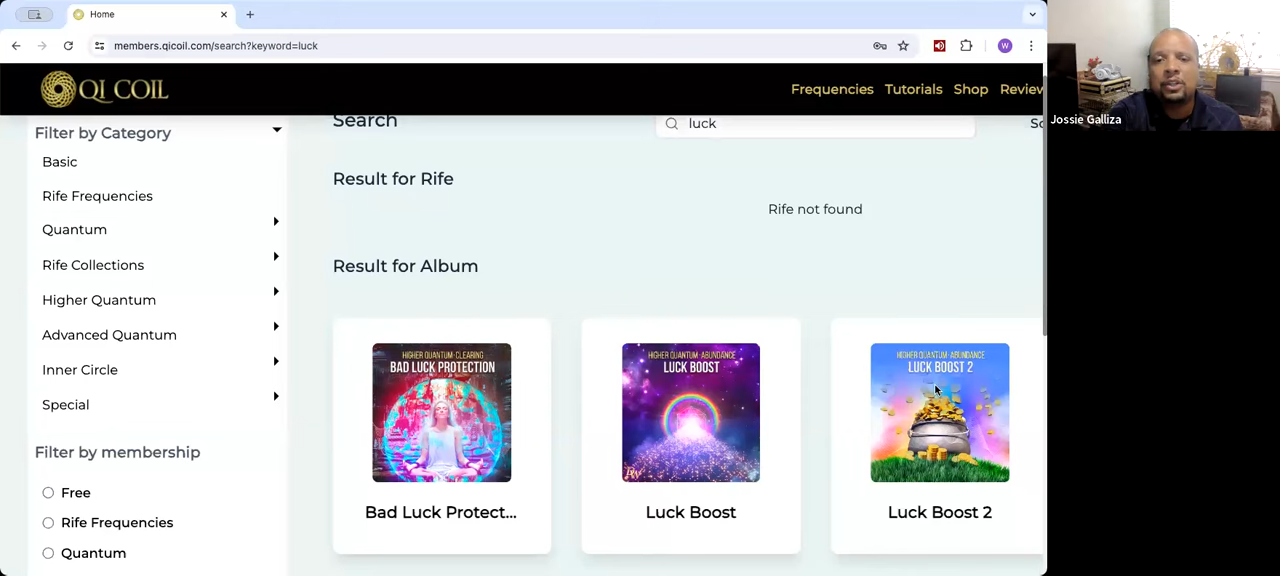 Home
members.qicoil.com/search?keyword=luck
W
QI COIL
Frequencies
Tutorials
Shop
Review
Jossie Galliza
Filter by Category
Basic
Rife Frequencies
Quantum
Rife Collections
Higher Quantum
Advanced Quantum
Inner Circle
Special
Filter by membership
Free
Rife Frequencies
Quantum
Search
luck
So
Result for Rife
Rife not found
Result for Album
HIGHER QUANTUM-CLEARING
BAD LUCK PROTECTION
Bad Luck Protect...
HIGHER QUANTUM-ABUNDANCE
LUCK BOOST
Luck Boost
HIGHER QUANTUM-ABUNDANCE
LUCK BOOST 2
Luck Boost 2